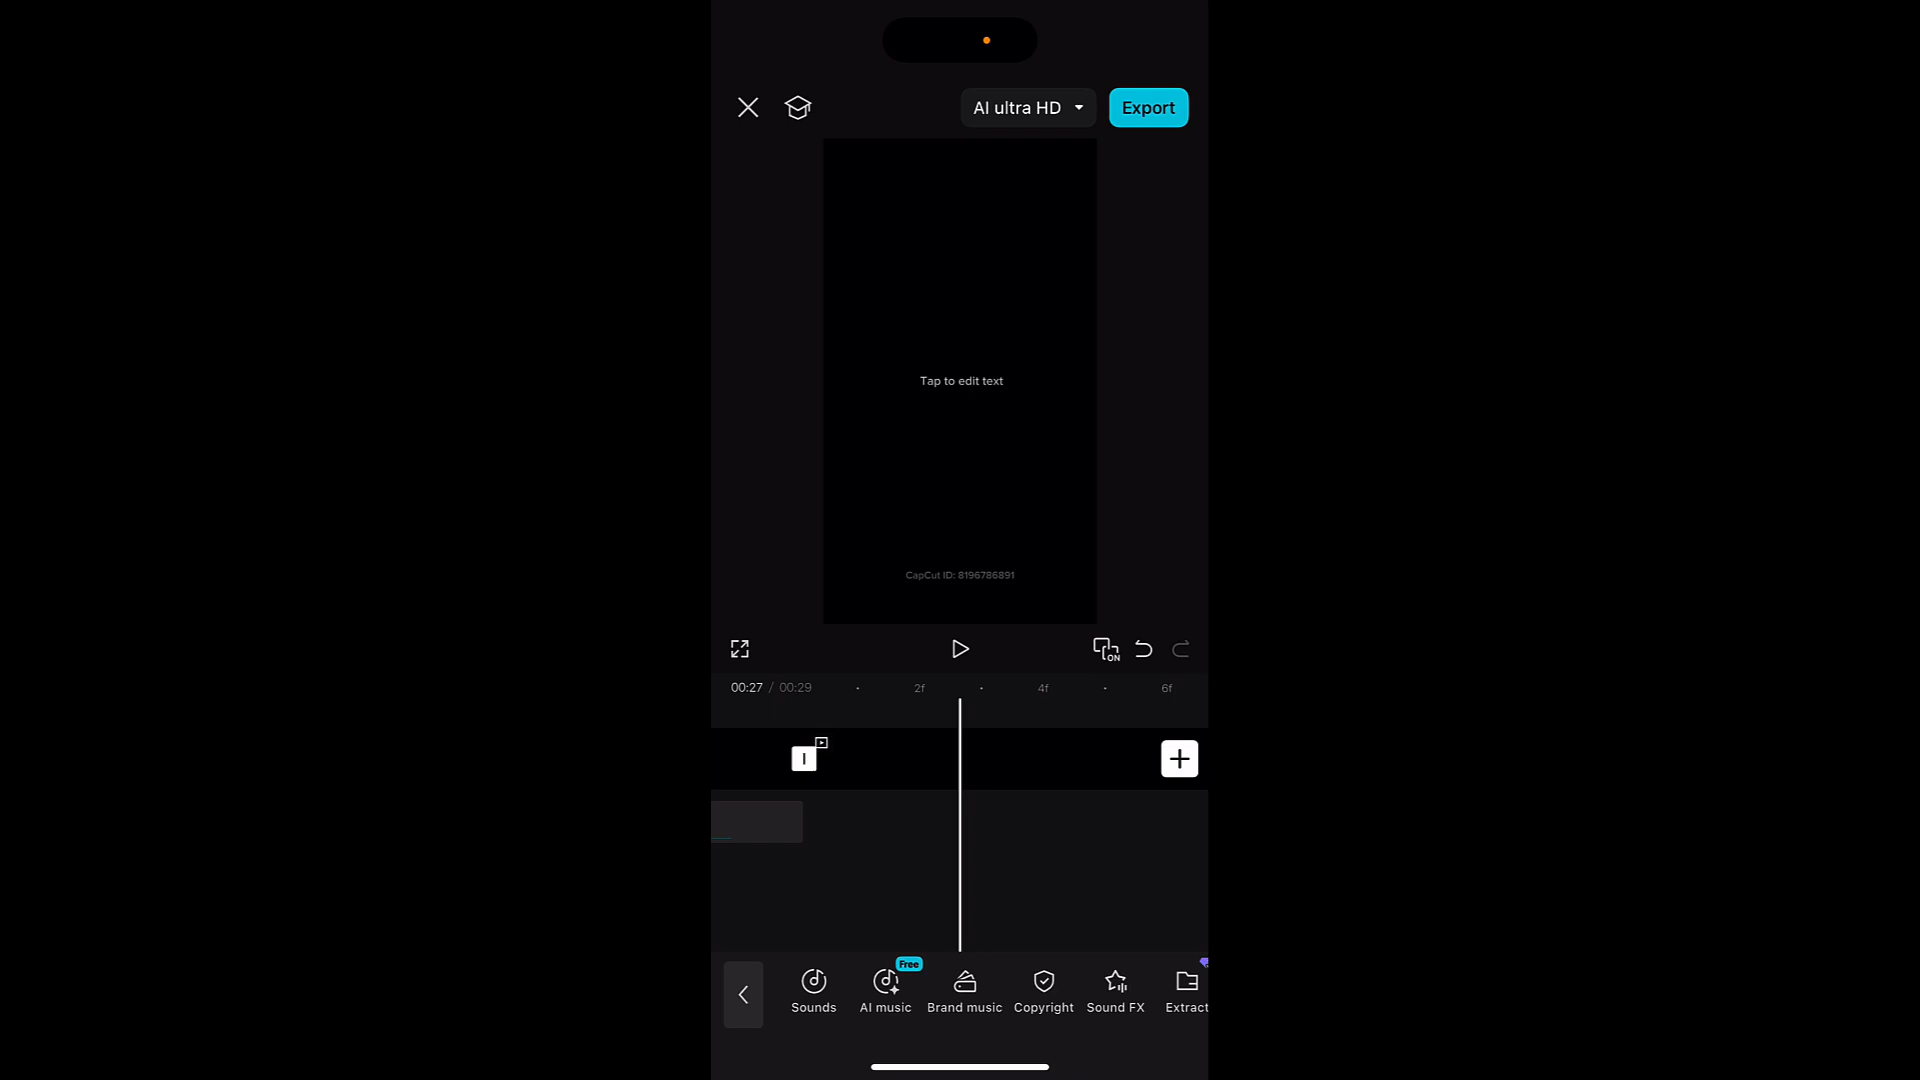 AI ultra HD
Export
Tap to edit text
CapCut ID: 8196786891
ON
00:27 / 00:29
2f
4f
6f
Free
Sounds
AI music
Brand music
Copyright
Sound FX
Extract